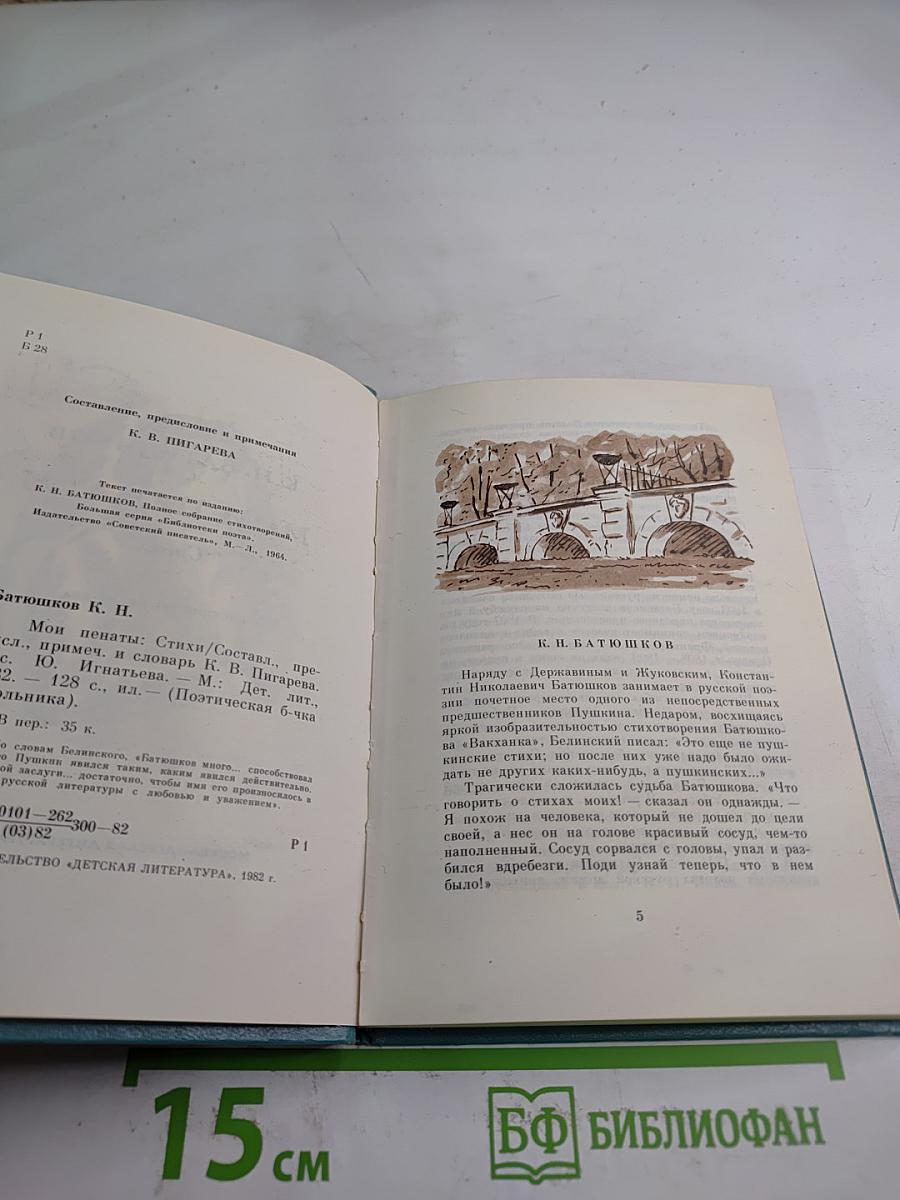 Р 1
Б 28
Составление, предисловие и примечания
К. В. ПИГАРЕВА
Текст печатается по изданию:
К. Н. БАТЮШКОВ, Полное собрание стихотворений,
Большая серия «Библиотеки поэта».
Издательство «Советский писатель», М.—Л., 1964.
Батюшков К. Н.
Мои пенаты: Стихи/Составл., пре-
сл., примеч. и словарь К. В. Пигарева.
с. Ю. Игнатьева. — М.: Дет. лит.,
82. — 128 с., ил.— (Поэтическая б-чка
ольника).
В пер.: 35 к.
о словам Белинского, «Батюшков много... способствовал
о Пушкин явился таким, каким явился действительно.
ой заслуги... достаточно, чтобы имя его произносилось в
русской литературы с любовью и уважением».
0101—262
(03)82 300—82
Р 1
ЕЛЬСТВО «ДЕТСКАЯ ЛИТЕРАТУРА», 1982 г.
К. Н. БАТЮШКОВ
Наряду с Державиным и Жуковским, Констан-
тин Николаевич Батюшков занимает в русской поэ-
зии почетное место одного из непосредственных
предшественников Пушкина. Недаром, восхищаясь
яркой изобразительностью стихотворения Батюшко-
ва «Вакханка», Белинский писал: «Это еще не пуш-
кинские стихи; но после них уже надо было ожи-
дать не других каких-нибудь, а пушкинских...»
Трагически сложилась судьба Батюшкова. «Что
говорить о стихах моих! — сказал он однажды. —
Я похож на человека, который не дошел до цели
своей, а нес он на голове красивый сосуд, чем-то
наполненный. Сосуд сорвался с головы, упал и раз-
бился вдребезги. Поди узнай теперь, что в нем
было!»
5
15 см
БФ БИБЛИОФАН